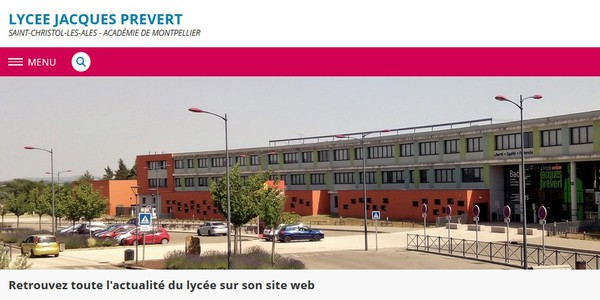 LYCEE JACQUES PREVERT
SAINT-CHRISTOL-LES-ALES - ACADÉMIE DE MONTPELLIER
MENU
jacques
prévert
Retrouvez toute l'actualité du lycée sur son site web